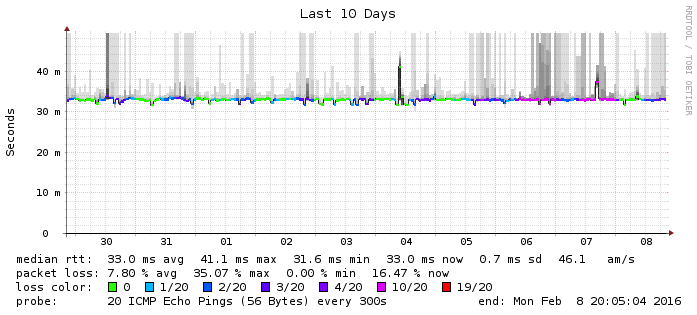 Last 10 Days
RRDTOOL / TOBI OETIKER
Seconds
40 m
30 m
20 m
10 m
0
30 31 01 02 03 04 05 06 07 08
median rtt: 33.0 ms avg 41.1 ms max 31.6 ms min 33.0 ms now 0.7 ms sd 46.1 am/s
packet loss: 7.80 % avg 35.07 % max 0.00 % min 16.47 % now
loss color: 0 1/20 2/20 3/20 4/20 10/20 19/20
probe: 20 ICMP Echo Pings (56 Bytes) every 300s end: Mon Feb 8 20:05:04 2016